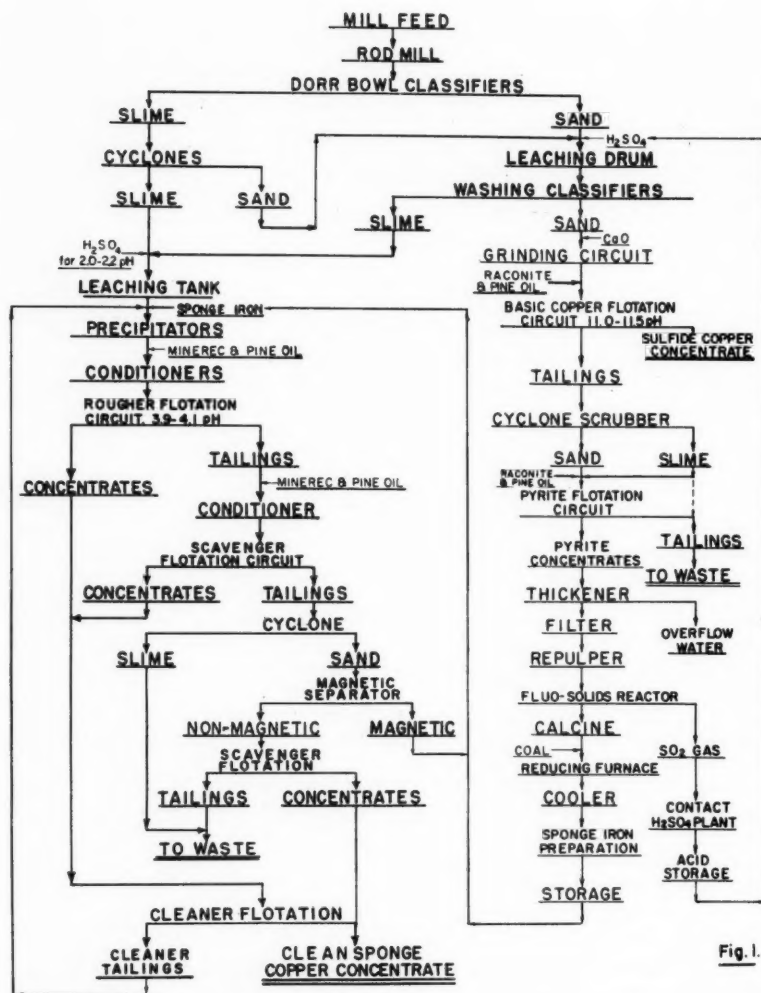 MILL FEED
ROD MILL
DORR BOWL CLASSIFIERS
SLIME
SAND
H2SO4
CYCLONES
LEACHING DRUM
SLIME
SAND
WASHING CLASSIFIERS
SLIME
SAND
CaO
H2SO4
for 2.0-2.2 pH
GRINDING CIRCUIT
RACONITE
& PINE OIL
LEACHING TANK
SPONGE IRON
BASIC COPPER FLOTATION
CIRCUIT 11.0-11.5 pH
PRECIPITATORS
MINEREC & PINE OIL
SULFIDE COPPER
CONCENTRATE
CONDITIONERS
TAILINGS
ROUGHER FLOTATION
CIRCUIT, 3.9-4.1 pH
CYCLONE SCRUBBER
TAILINGS
SAND
SLIME
CONCENTRATES
MINEREC & PINE OIL
RACONITE
& PINE OIL
CONDITIONER
PYRITE FLOTATION
CIRCUIT
SCAVENGER
FLOTATION CIRCUIT
PYRITE
CONCENTRATES
TAILINGS
TO WASTE
CONCENTRATES
TAILINGS
THICKENER
CYCLONE
FILTER
OVERFLOW
WATER
SLIME
SAND
REPULPER
MAGNETIC
SEPARATOR
FLUO-SOLIDS REACTOR
NON-MAGNETIC
MAGNETIC
CALCINE
SCAVENGER
FLOTATION
COAL
SO2 GAS
REDUCING FURNACE
TAILINGS
CONCENTRATES
COOLER
CONTACT
H2SO4 PLANT
TO WASTE
SPONGE IRON
PREPARATION
ACID
STORAGE
STORAGE
CLEANER FLOTATION
CLEANER
TAILINGS
CLEAN SPONGE
COPPER CONCENTRATE
Fig. 1.